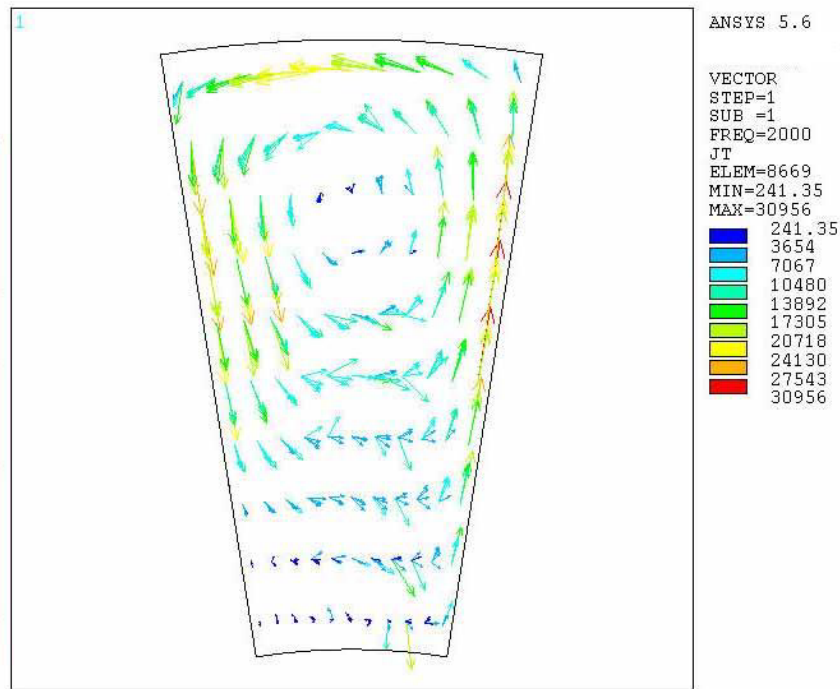 1
ANSYS 5.6
VECTOR
STEP=1
SUB =1
FREQ=2000
JT
ELEM=8669
MIN=241.35
MAX=30956
241.35
3654
7067
10480
13892
17305
20718
24130
27543
30956